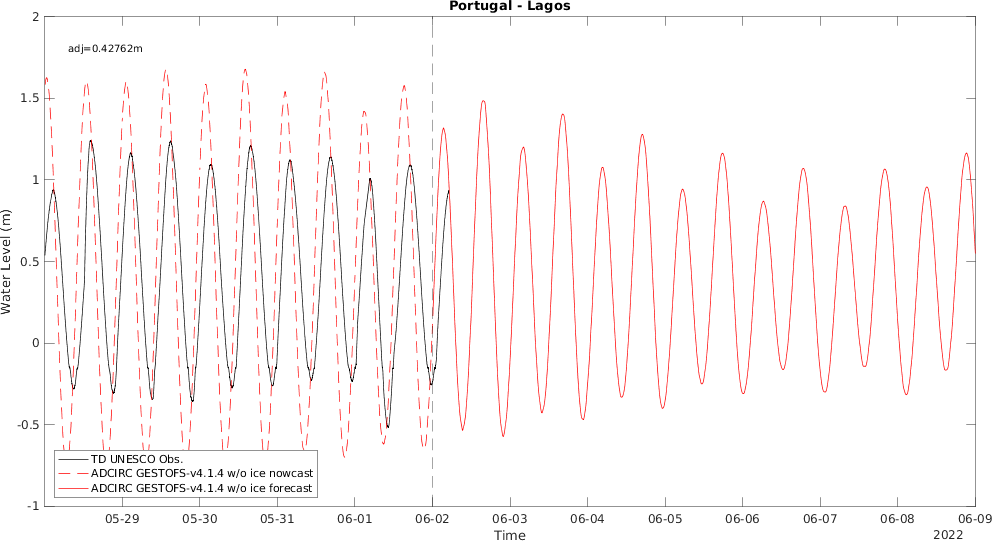 Portugal - Lagos
adj=0.42762m
2
1.5
1
0.5
0
-0.5
-1
Water Level (m)
TD UNESCO Obs.
ADCIRC GESTOFS-v4.1.4 w/o ice nowcast
ADCIRC GESTOFS-v4.1.4 w/o ice forecast
05-29 05-30 05-31 06-01 06-02 06-03 06-04 06-05 06-06 06-07 06-08 06-09
Time
2022